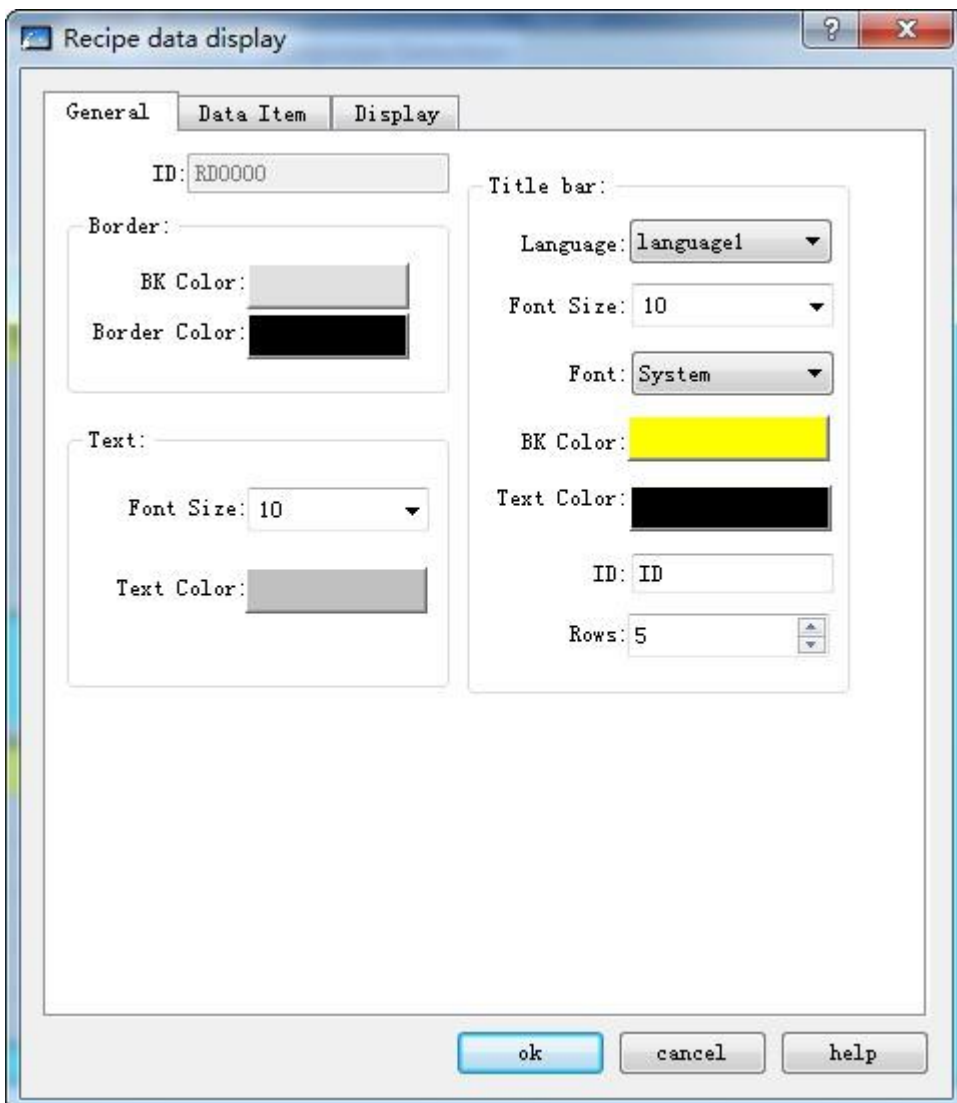 Recipe data display
General Data Item Display
ID: RD0000
Border:
BK Color:
Border Color:
Text:
Font Size: 10
Text Color:
Title bar:
Language: language1
Font Size: 10
Font: System
BK Color:
Text Color:
ID: ID
Rows: 5
ok cancel help